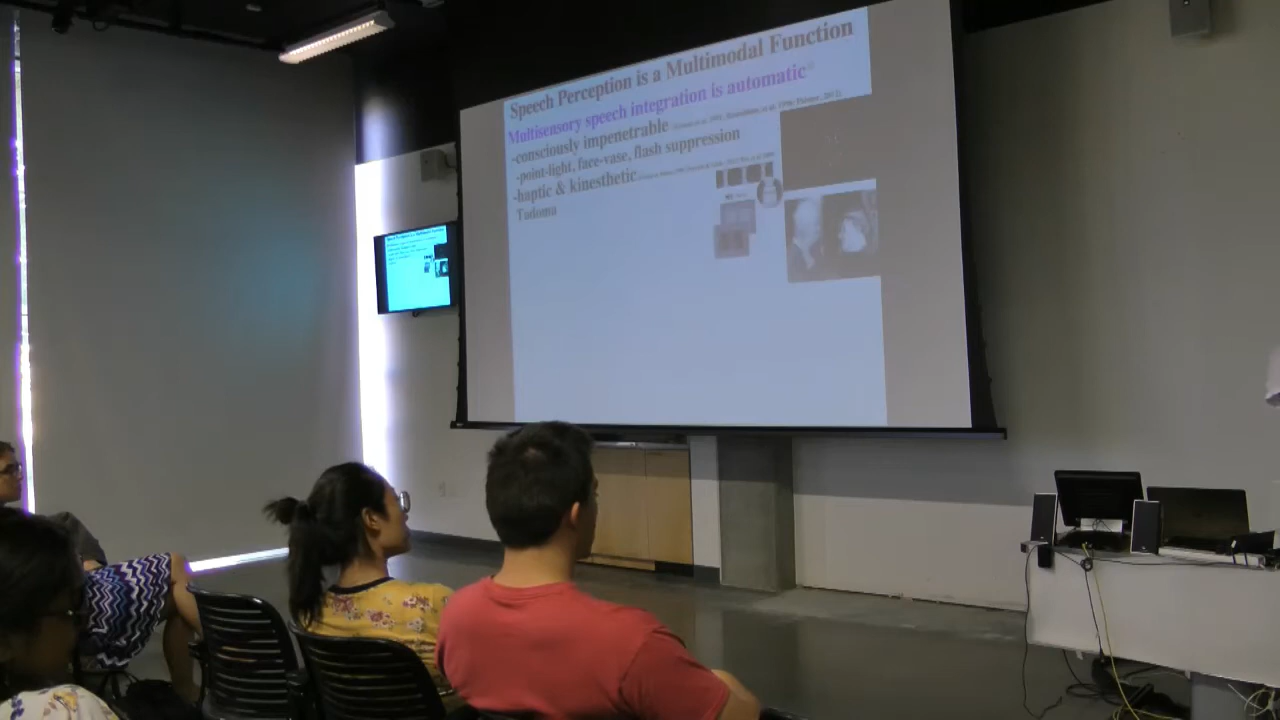 Speech Perception is a Multimodal Function
Multisensory speech integration is automatic
-consciously impenetrable
-point-light, face-vase, flash suppression
-haptic & kinesthetic
Tadoma